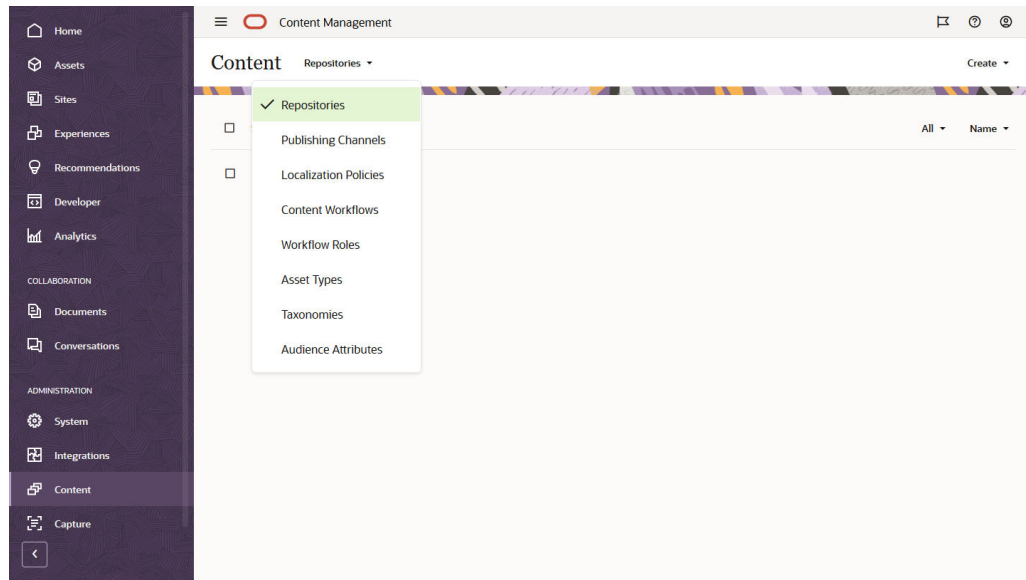 Home
Assets
Sites
Experiences
Recommendations
Developer
Analytics
COLLABORATION
Documents
Conversations
ADMINISTRATION
System
Integrations
Content
Capture
Content Management
Content Repositories Create
Repositories
Publishing Channels
Localization Policies
Content Workflows
Workflow Roles
Asset Types
Taxonomies
Audience Attributes
All Name